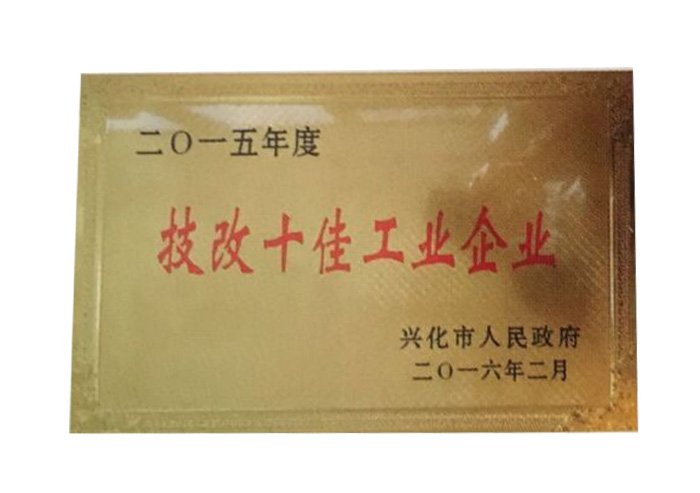 二〇一五年度
技改十佳工业企业
兴化市人民政府
二〇一六年二月